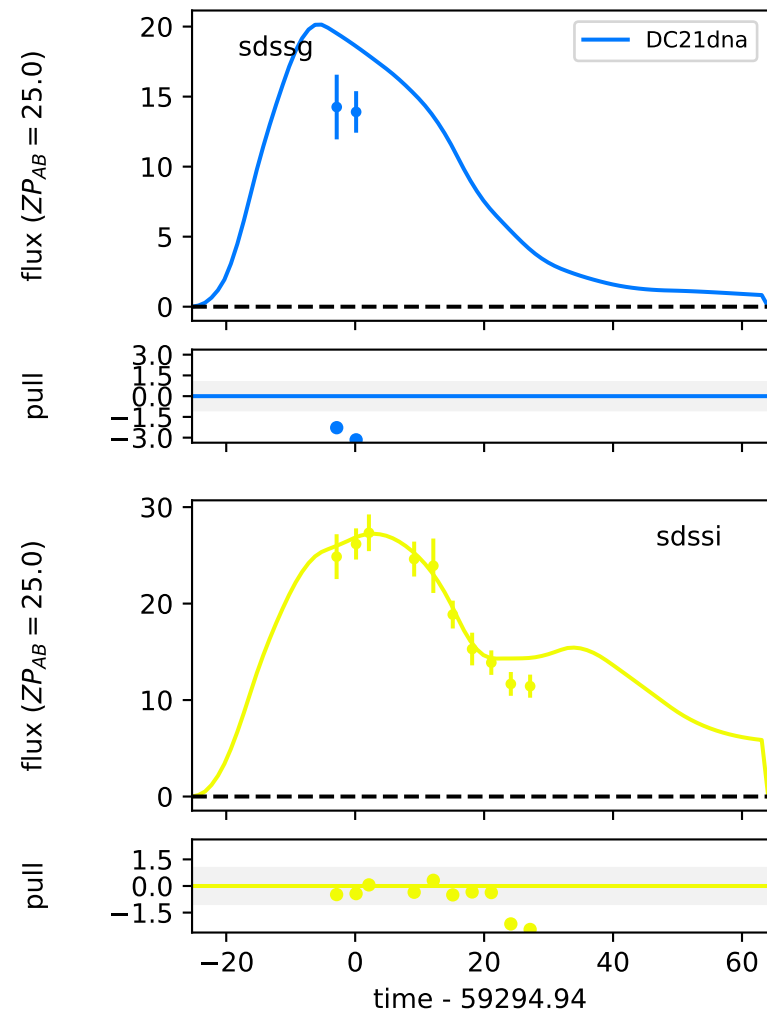 sdssg
DC21dna
20
15
10
5
0
flux (ZP_AB = 25.0)
3.0
1.5
0.0
−1.5
−3.0
pull
30
20
10
0
flux (ZP_AB = 25.0)
sdssi
1.5
0.0
−1.5
pull
−20 0 20 40 60
time - 59294.94